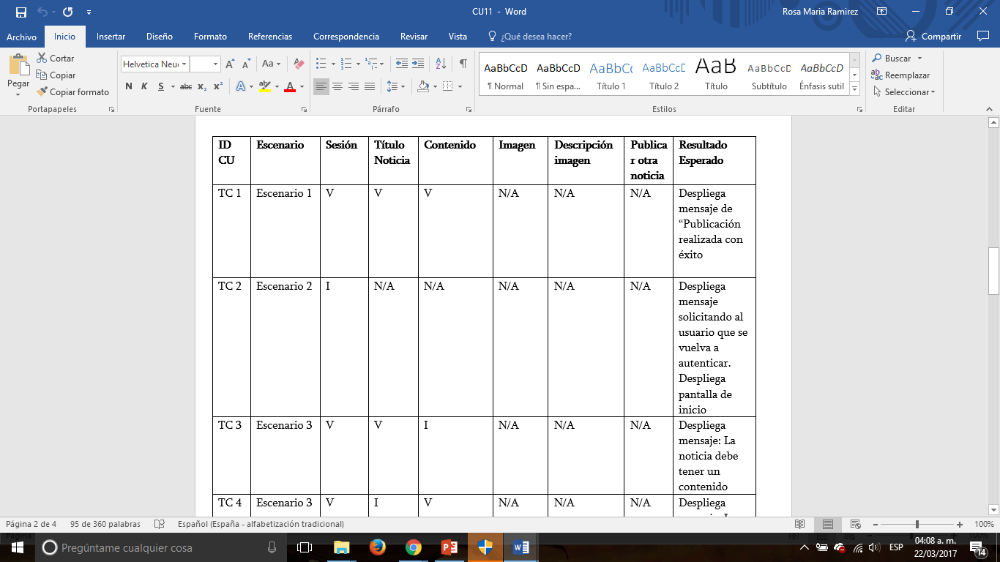 CU11 - Word
Rosa Maria Ramirez
Archivo Inicio Insertar Diseño Formato Referencias Correspondencia Revisar Vista ¿Qué desea hacer? Compartir
Pegar
Cortar
Copiar
Copiar formato
Portapapeles
Helvetica Neu
Aa
N K S abc x₂ x² A ab A
Fuente
Párrafo
AaBbCcD AaBbCcD AaBbCc AaBbCcD AaB AaBbCcD AaBbCcD
¶ Normal ¶ Sin espa... Título 1 Título 2 Título Subtítulo Énfasis sutil
Estilos
Buscar
Reemplazar
Seleccionar
Editar
ID CU
Escenario
Sesión
Título Noticia
Contenido
Imagen
Descripción imagen
Publica
r otra
noticia
Resultado
Esperado
TC 1 Escenario 1 V V V N/A N/A N/A Despliega
mensaje de
“Publicación
realizada con
éxito
TC 2 Escenario 2 I N/A N/A N/A N/A N/A Despliega
mensaje
solicitando al
usuario que se
vuelva a
autenticar.
Despliega
pantalla de
inicio
TC 3 Escenario 3 V V I N/A N/A N/A Despliega
mensaje: La
noticia debe
tener un
contenido
TC 4 Escenario 3 V I V N/A N/A N/A Despliega
Página 2 de 4 95 de 360 palabras Español (España - alfabetización tradicional) 100%
Pregúntame cualquier cosa
ESP
04:08 a. m.
22/03/2017
14